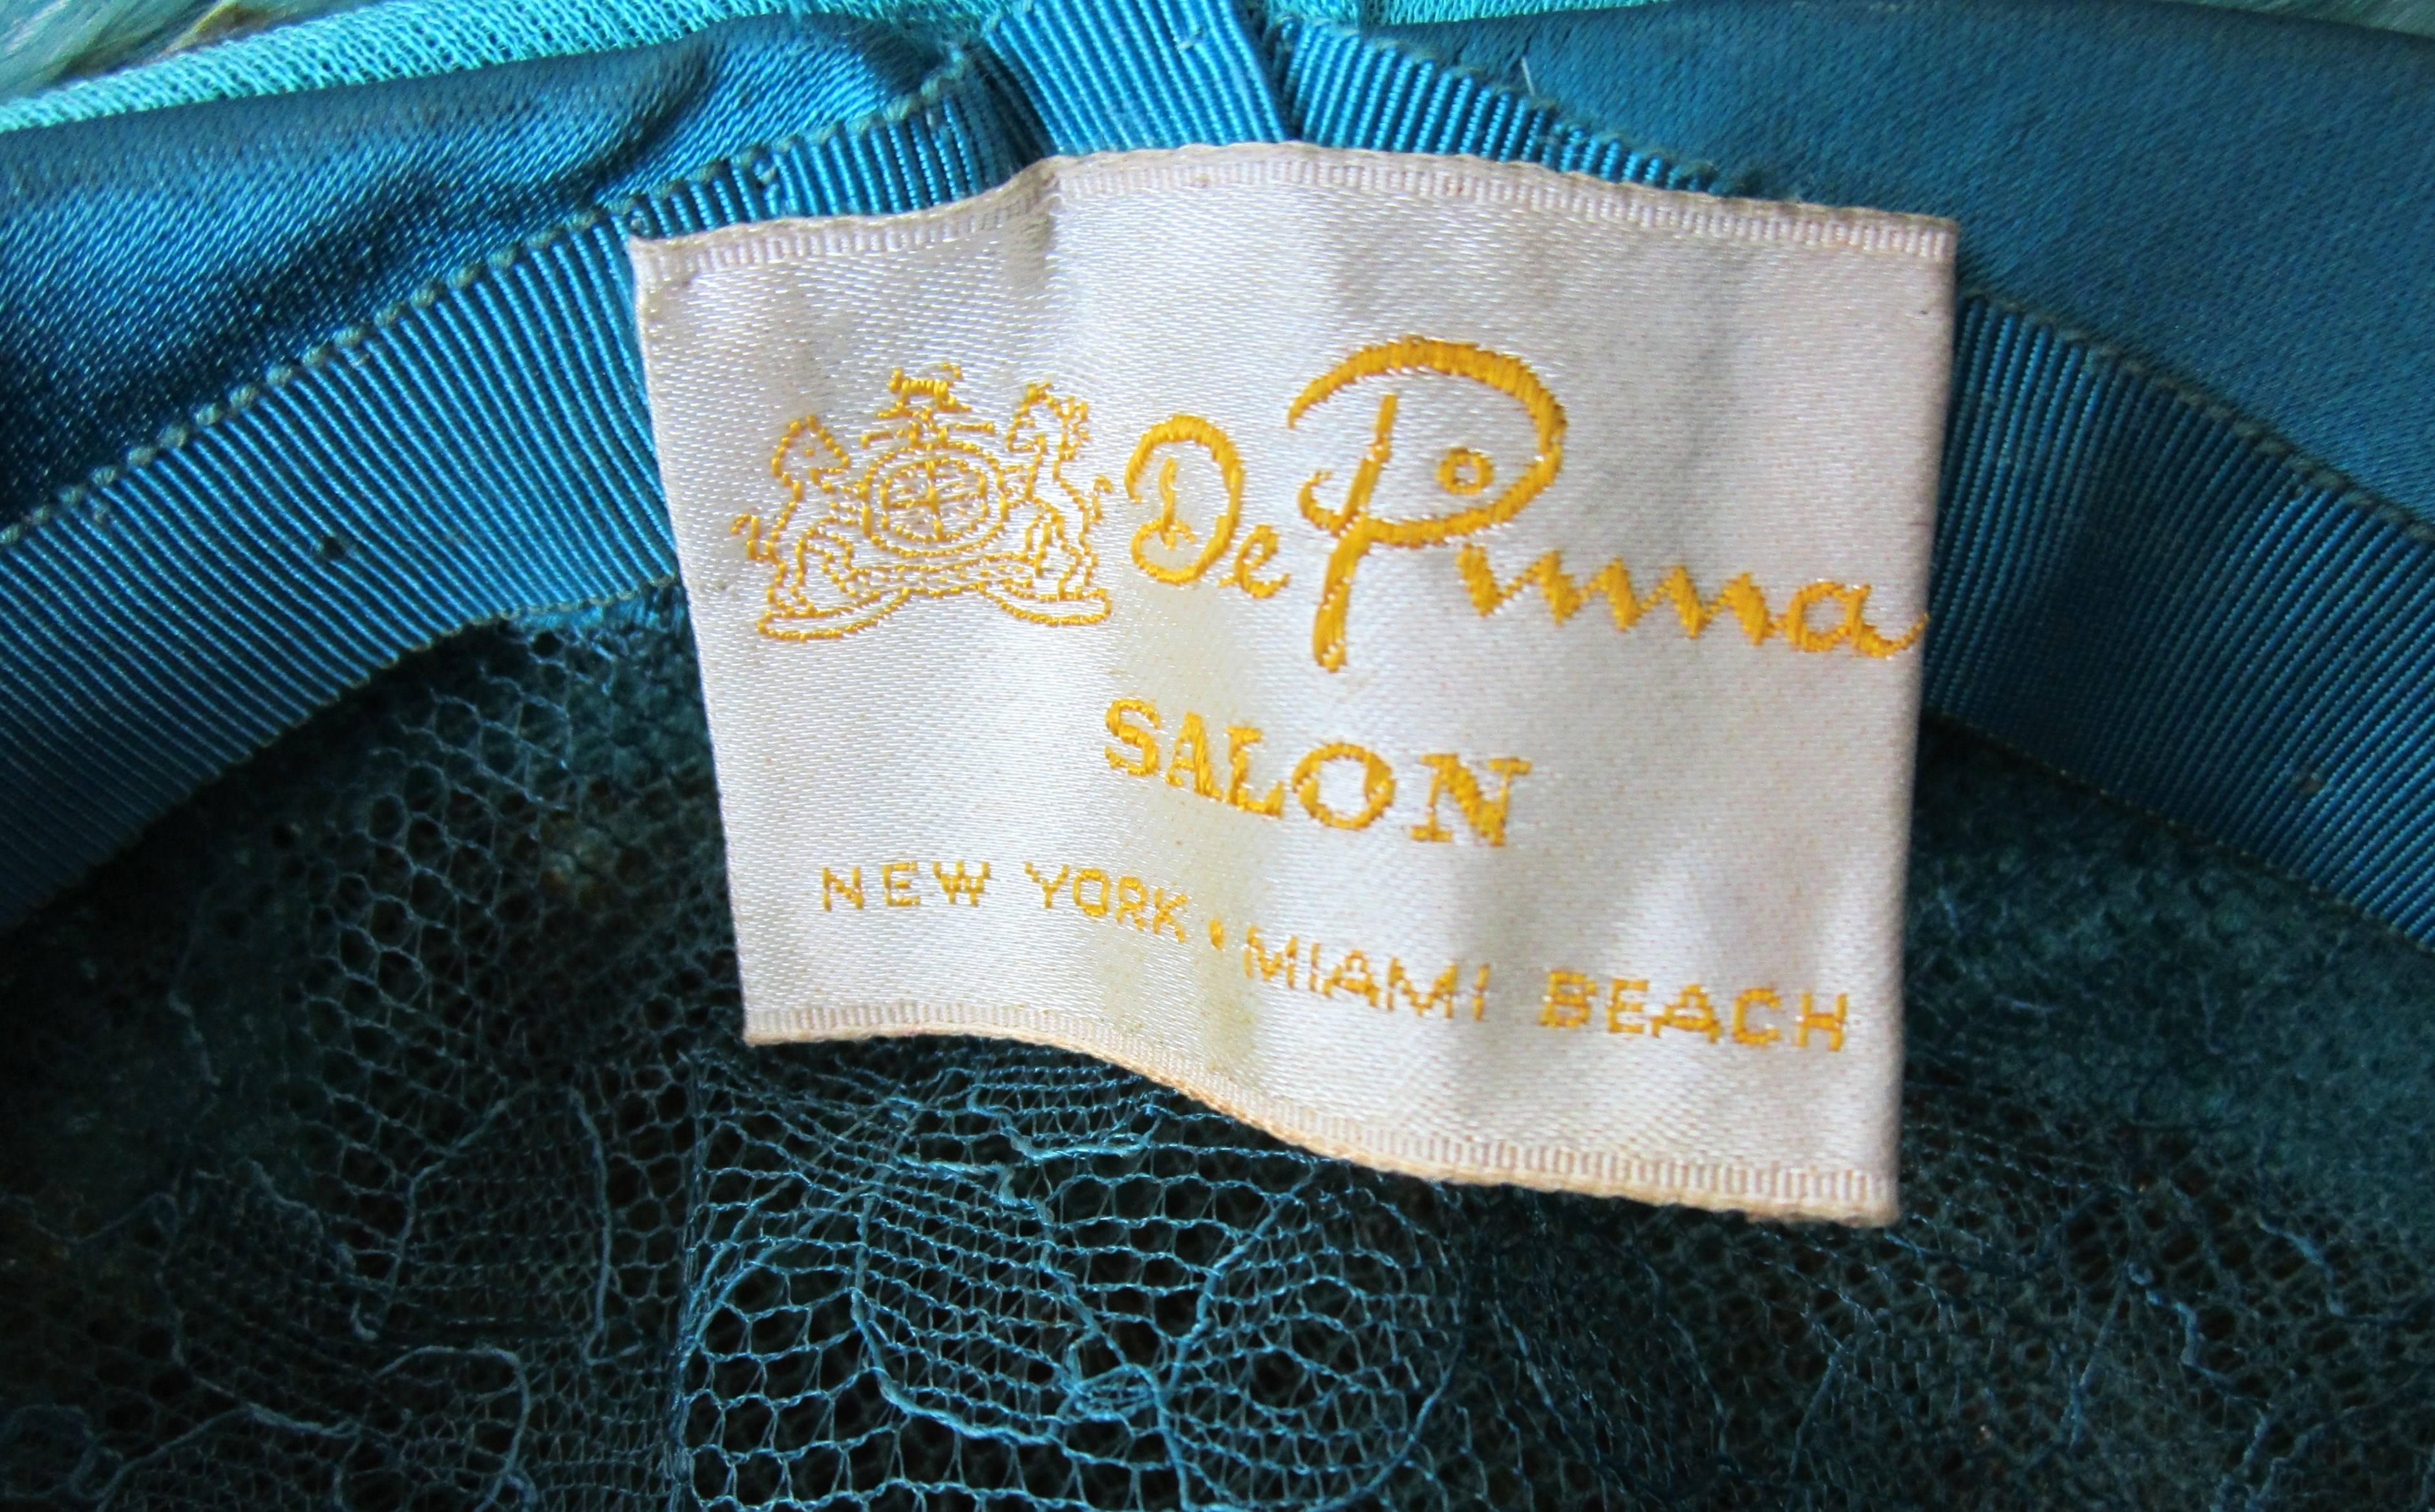 De Pinna
SALON
NEW YORK • MIAMI BEACH